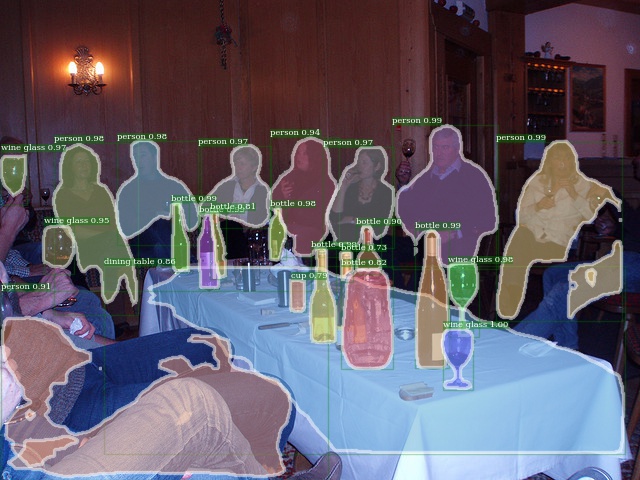 person 0.99
person 0.94
person 0.98
person 0.98
person 0.97
person 0.97
person 0.99
wine glass 0.97
bottle 0.99
bottle 0.81
bottle 0.98
wine glass 0.95
bottle 0.90
bottle 0.99
bottle 0.73
dining table 0.86
bottle 0.82
wine glass 0.98
cup 0.79
person 0.91
wine glass 1.00